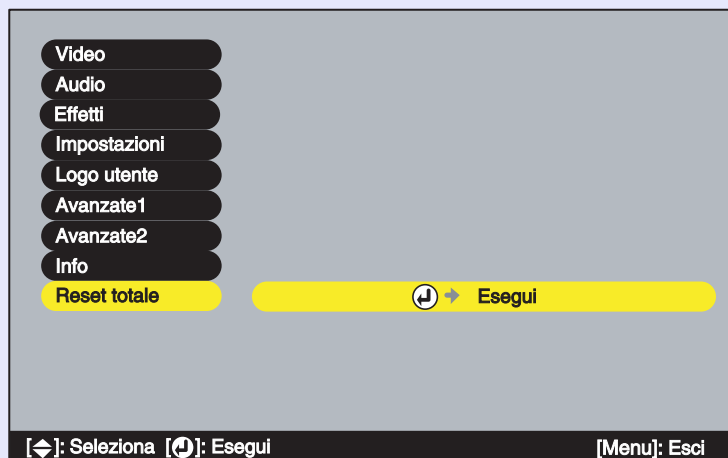 Video
Audio
Effetti
Impostazioni
Logo utente
Avanzate1
Avanzate2
Info
Reset totale Esegui
[]: Seleziona []: Esegui [Menu]: Esci